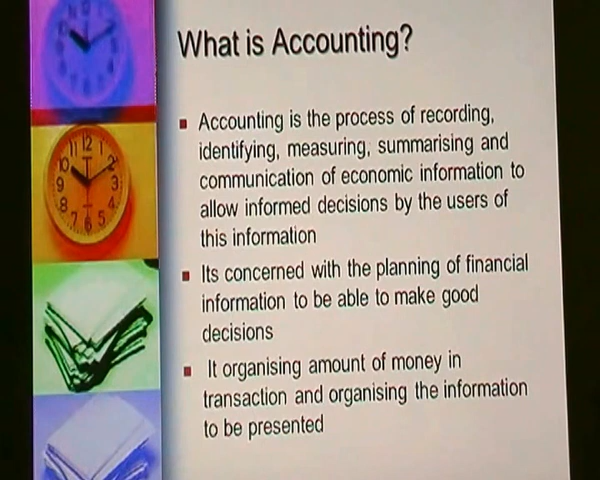 What is Accounting?
Accounting is the process of recording,
identifying, measuring, summarising and
communication of economic information to
allow informed decisions by the users of
this information
Its concerned with the planning of financial
information to be able to make good
decisions
It organising amount of money in
transaction and organising the information
to be presented